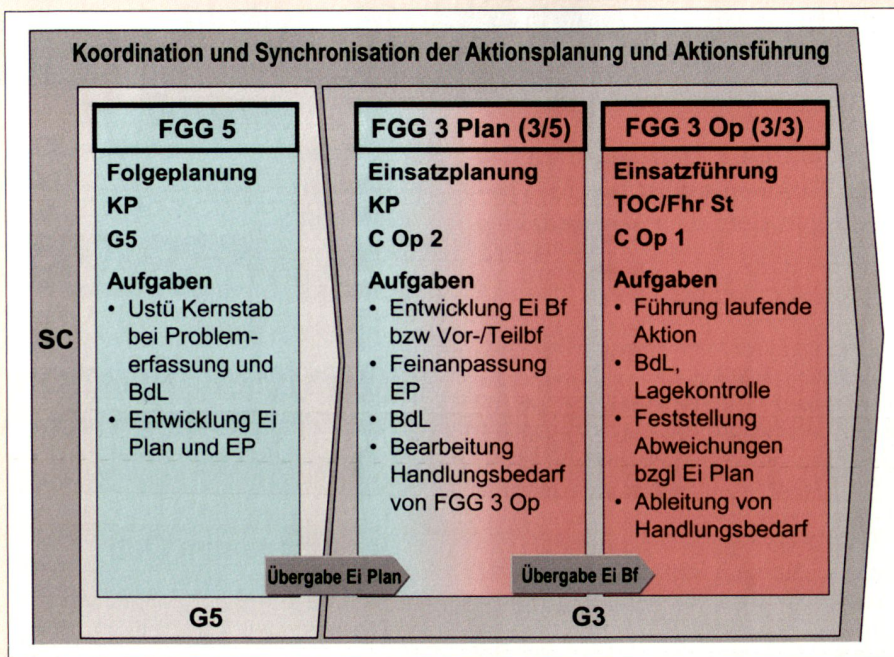 Koordination und Synchronisation der Aktionsplanung und Aktionsführung
SC
FGG 5
Folgeplanung
KP
G5
Aufgaben
• Ustü Kernstab
bei Problem-
erfassung und
BdL
• Entwicklung Ei
Plan und EP
FGG 3 Plan (3/5)
Einsatzplanung
KP
C Op 2
Aufgaben
• Entwicklung Ei Bf
bzw Vor-/Teilbf
• Feinanpassung
EP
• BdL
• Bearbeitung
Handlungsbedarf
von FGG 3 Op
FGG 3 Op (3/3)
Einsatzführung
TOC/Fhr St
C Op 1
Aufgaben
• Führung laufende
Aktion
• BdL,
Lagekontrolle
• Feststellung
Abweichungen
bzgl Ei Plan
• Ableitung von
Handlungsbedarf
Übergabe Ei Plan
Übergabe Ei Bf
G5
G3